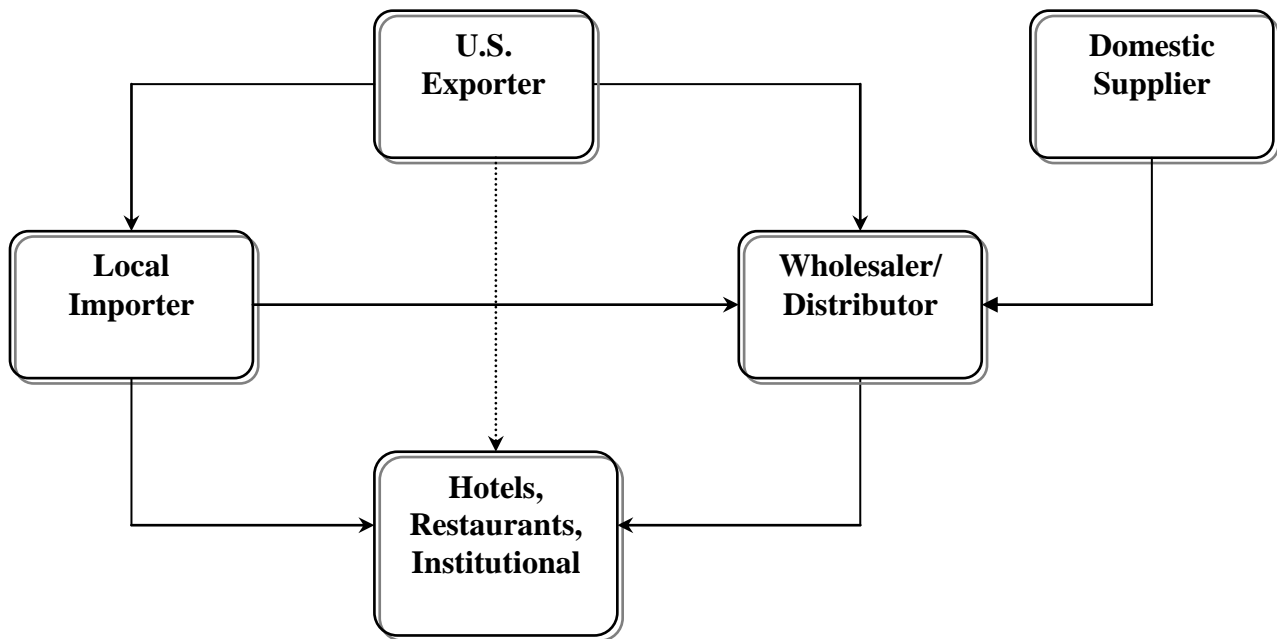 U.S.
Exporter
Domestic
Supplier
Local
Importer
Wholesaler/
Distributor
Hotels,
Restaurants,
Institutional